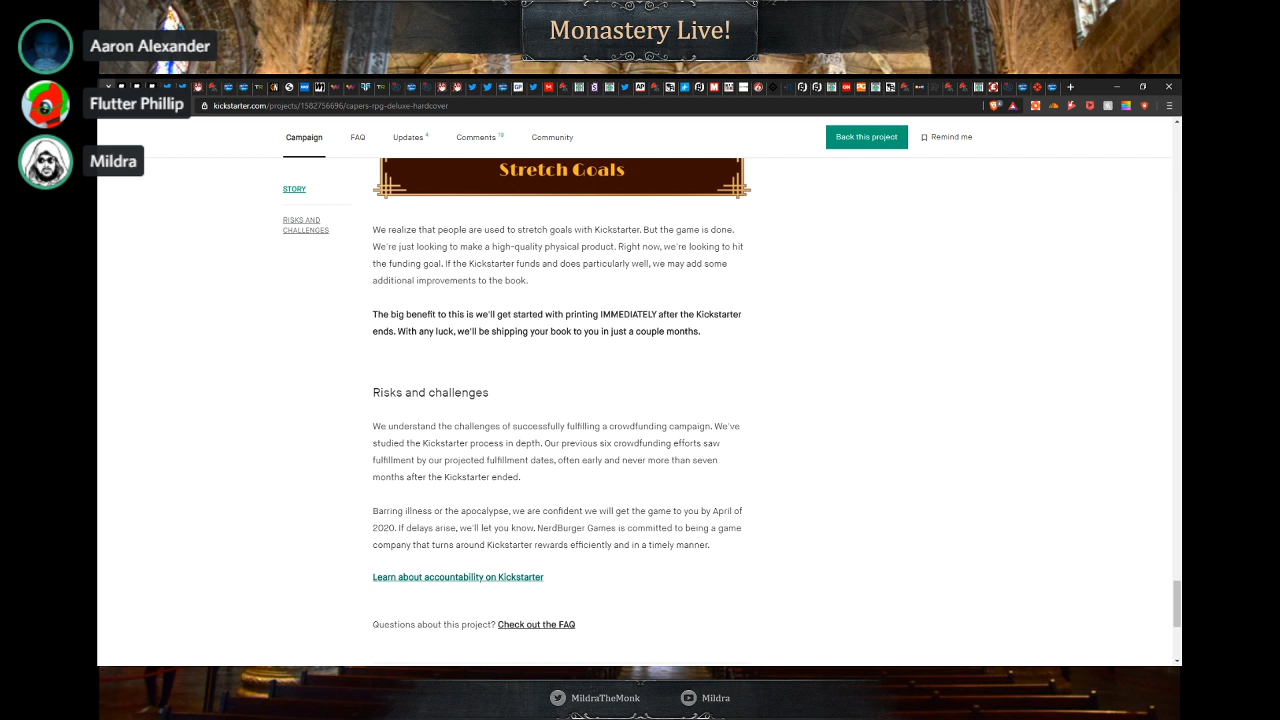 Monastery Live!
Aaron Alexander
Flutter Phillip
Mildra
kickstarter.com/projects/1582756696/capers-rpg-deluxe-hardcover
Campaign FAQ Updates 4 Comments 18 Community Back this project Remind me
Stretch Goals
STORY
RISKS AND
CHALLENGES
We realize that people are used to stretch goals with Kickstarter. But the game is done.
We're just looking to make a high-quality physical product. Right now, we're looking to hit
the funding goal. If the Kickstarter funds and does particularly well, we may add some
additional improvements to the book.
The big benefit to this is we'll get started with printing IMMEDIATELY after the Kickstarter
ends. With any luck, we'll be shipping your book to you in just a couple months.
Risks and challenges
We understand the challenges of successfully fulfilling a crowdfunding campaign. We've
studied the Kickstarter process in depth. Our previous six crowdfunding efforts saw
fulfillment by our projected fulfillment dates, often early and never more than seven
months after the Kickstarter ended.
Barring illness or the apocalypse, we are confident we will get the game to you by April of
2020. If delays arise, we'll let you know. NerdBurger Games is committed to being a game
company that turns around Kickstarter rewards efficiently and in a timely manner.
Learn about accountability on Kickstarter
Questions about this project? Check out the FAQ
MildraTheMonk Mildra